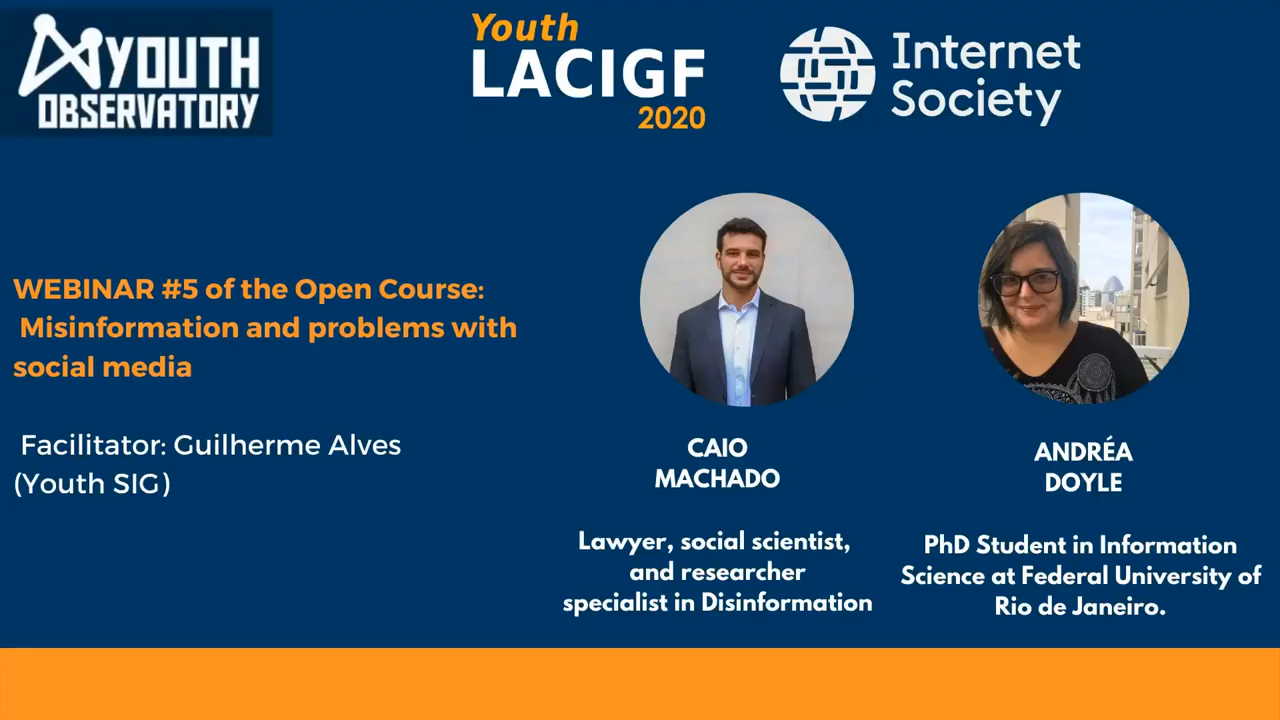 YOUTH
OBSERVATORY
Youth
LACIGF
2020
Internet
Society
WEBINAR #5 of the Open Course:
Misinformation and problems with
social media
Facilitator: Guilherme Alves
(Youth SIG)
CAIO
MACHADO
Lawyer, social scientist,
and researcher
specialist in Disinformation
ANDRÉA
DOYLE
PhD Student in Information
Science at Federal University of
Rio de Janeiro.